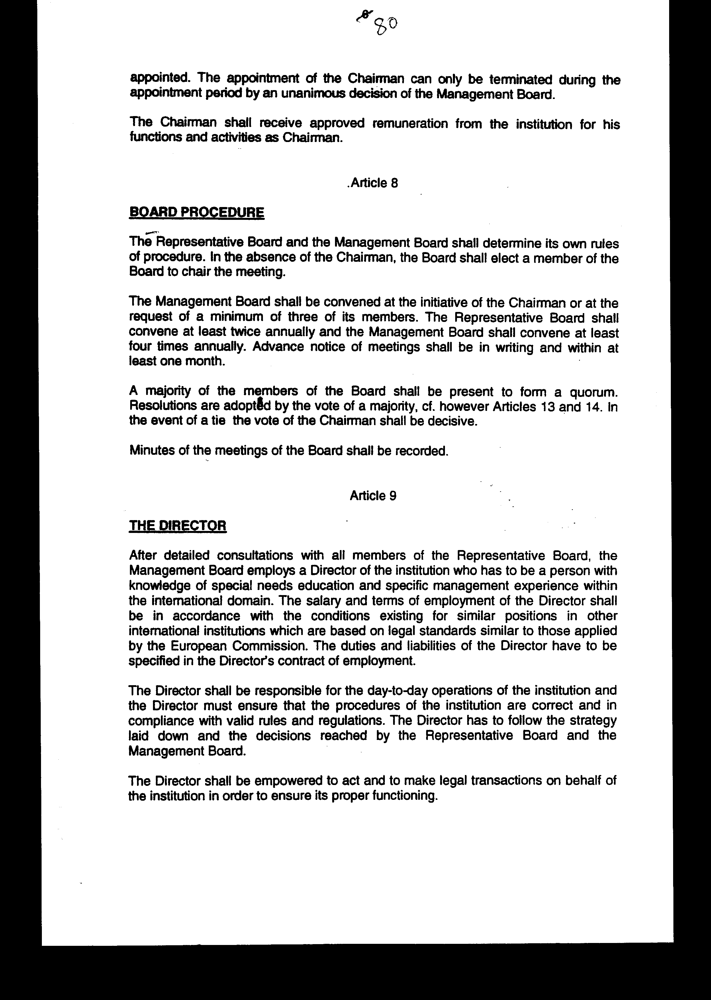 80
appointed. The appointment of the Chairman can only be terminated during the
appointment period by an unanimous decision of the Management Board.
The Chairman shall receive approved remuneration from the institution for his
functions and activities as Chairman.
.Article 8
BOARD PROCEDURE
The Representative Board and the Management Board shall determine its own rules
of procedure. In the absence of the Chairman, the Board shall elect a member of the
Board to chair the meeting.
The Management Board shall be convened at the initiative of the Chairman or at the
request of a minimum of three of its members. The Representative Board shall
convene at least twice annually and the Management Board shall convene at least
four times annually. Advance notice of meetings shall be in writing and within at
least one month.
A majority of the members of the Board shall be present to form a quorum.
Resolutions are adopted by the vote of a majority, cf. however Articles 13 and 14. In
the event of a tie the vote of the Chairman shall be decisive.
Minutes of the meetings of the Board shall be recorded.
Article 9
THE DIRECTOR
After detailed consultations with all members of the Representative Board, the
Management Board employs a Director of the institution who has to be a person with
knowledge of special needs education and specific management experience within
the international domain. The salary and terms of employment of the Director shall
be in accordance with the conditions existing for similar positions in other
international institutions which are based on legal standards similar to those applied
by the European Commission. The duties and liabilities of the Director have to be
specified in the Director's contract of employment.
The Director shall be responsible for the day-to-day operations of the institution and
the Director must ensure that the procedures of the institution are correct and in
compliance with valid rules and regulations. The Director has to follow the strategy
laid down and the decisions reached by the Representative Board and the
Management Board.
The Director shall be empowered to act and to make legal transactions on behalf of
the institution in order to ensure its proper functioning.